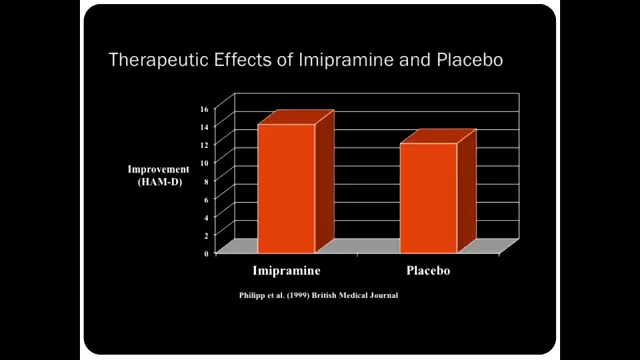 Therapeutic Effects of Imipramine and Placebo
16
14
12
10
8
6
4
2
0
Improvement
(HAM-D)
Imipramine Placebo
Philipp et al. (1999) British Medical Journal